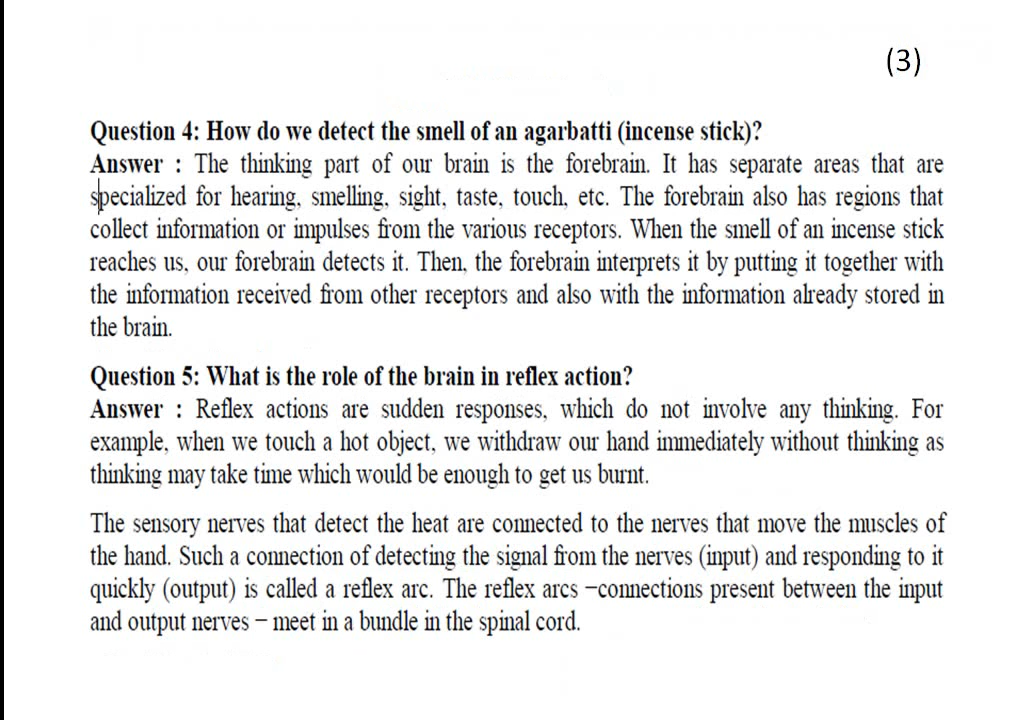 (3)
Question 4: How do we detect the smell of an agarbatti (incense stick)?
Answer : The thinking part of our brain is the forebrain. It has separate areas that are
specialized for hearing, smelling, sight, taste, touch, etc. The forebrain also has regions that
collect information or impulses from the various receptors. When the smell of an incense stick
reaches us, our forebrain detects it. Then, the forebrain interprets it by putting it together with
the information received from other receptors and also with the information already stored in
the brain.
Question 5: What is the role of the brain in reflex action?
Answer : Reflex actions are sudden responses, which do not involve any thinking. For
example, when we touch a hot object, we withdraw our hand immediately without thinking as
thinking may take time which would be enough to get us burnt.
The sensory nerves that detect the heat are connected to the nerves that move the muscles of
the hand. Such a connection of detecting the signal from the nerves (input) and responding to it
quickly (output) is called a reflex arc. The reflex arcs −connections present between the input
and output nerves − meet in a bundle in the spinal cord.